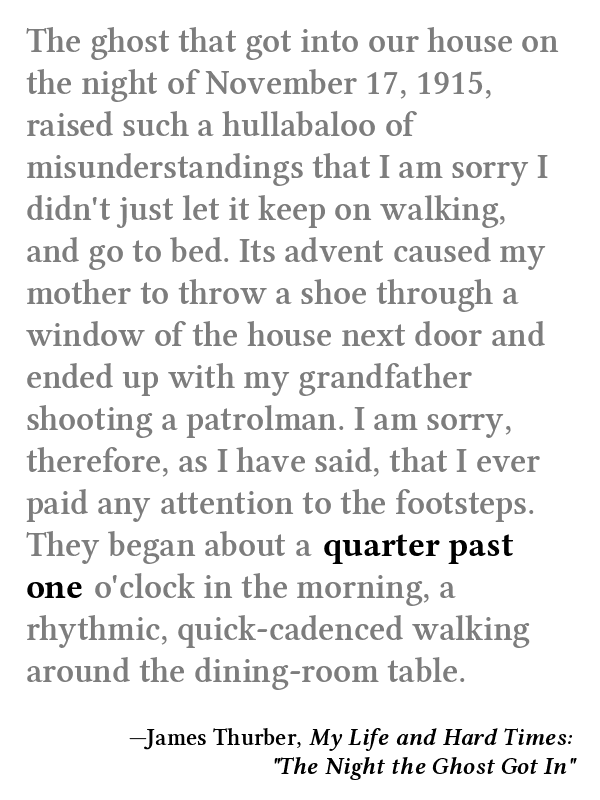 The ghost that got into our house on
the night of November 17, 1915,
raised such a hullabaloo of
misunderstandings that I am sorry I
didn't just let it keep on walking,
and go to bed. Its advent caused my
mother to throw a shoe through a
window of the house next door and
ended up with my grandfather
shooting a patrolman. I am sorry,
therefore, as I have said, that I ever
paid any attention to the footsteps.
They began about a quarter past
one o'clock in the morning, a
rhythmic, quick-cadenced walking
around the dining-room table.
—James Thurber, My Life and Hard Times:
"The Night the Ghost Got In"